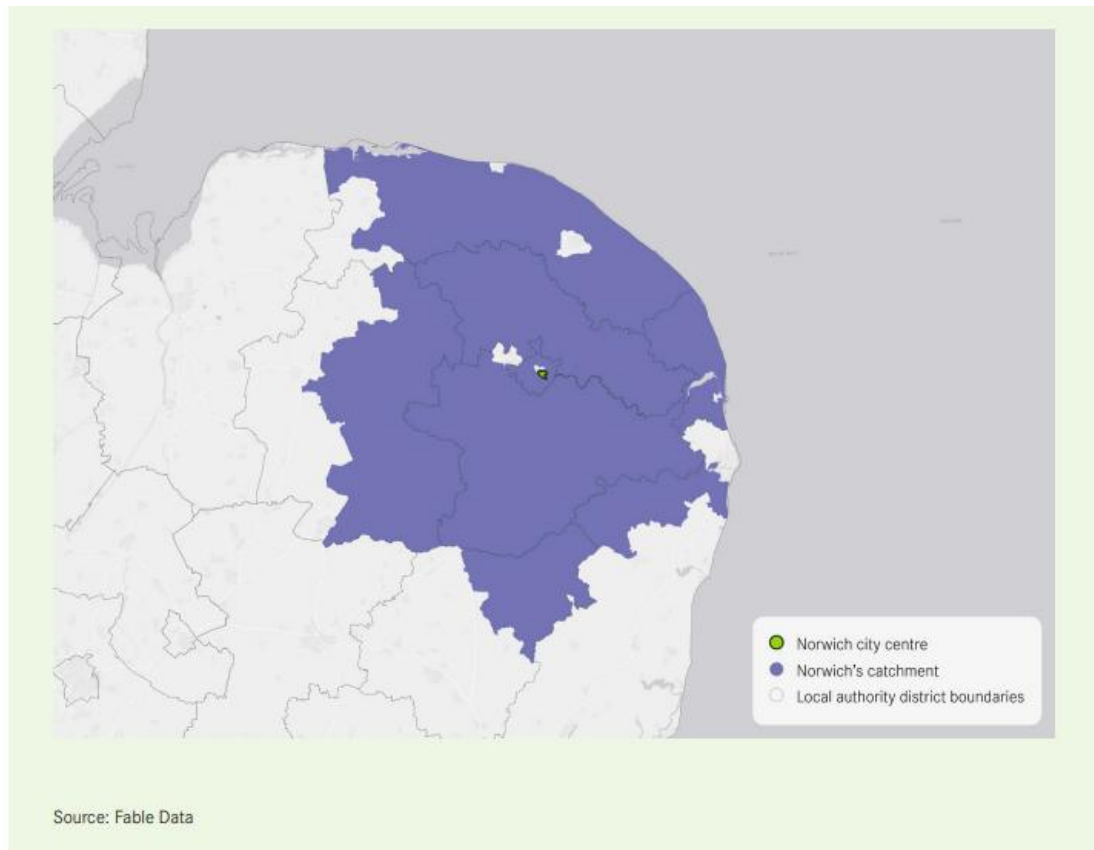 Norwich city centre
Norwich's catchment
Local authority district boundaries
Source: Fable Data